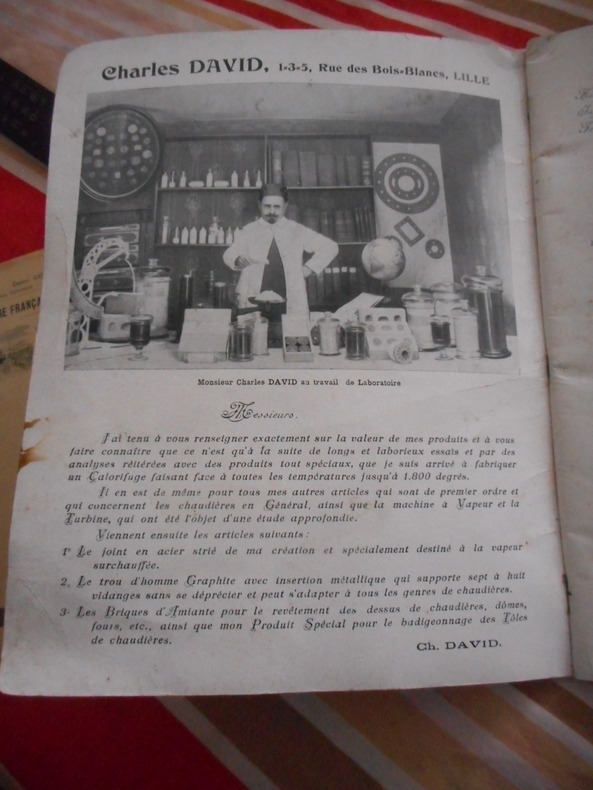 Charles DAVID, 1-3-5, Rue des Bois-Blancs, LILLE
RE FRANÇA
Monsieur Charles DAVID au travail de Laboratoire
Messieurs.
J'ai tenu à vous renseigner exactement sur la valeur de mes produits et à vous
faire connaître que ce n'est qu'à la suite de longs et laborieux essais et par des
analyses réitérées avec des produits tout spéciaux, que je suis arrivé à fabriquer
un Calorifuge faisant face à toutes les températures jusqu'à 1.800 degrés.
Il en est de même pour tous mes autres articles qui sont de premier ordre et
qui concernent les chaudières en Général, ainsi que la machine à Vapeur et la
Turbine, qui ont été l'objet d'une étude approfondie.
Viennent ensuite les articles suivants :
1° Le joint en acier strié de ma création et spécialement destiné à la vapeur
surchauffée.
2. Le trou d'homme Graphite avec insertion métallique qui supporte sept à huit
vidanges sans se déprécier et peut s'adapter à tous les genres de chaudières.
3· Les Briques d'Amiante pour le revêtement des dessus de chaudières, dômes,
fours, etc., ainsi que mon Produit Spécial pour le badigeonnage des Tôles
de chaudières.
Ch. DAVID.